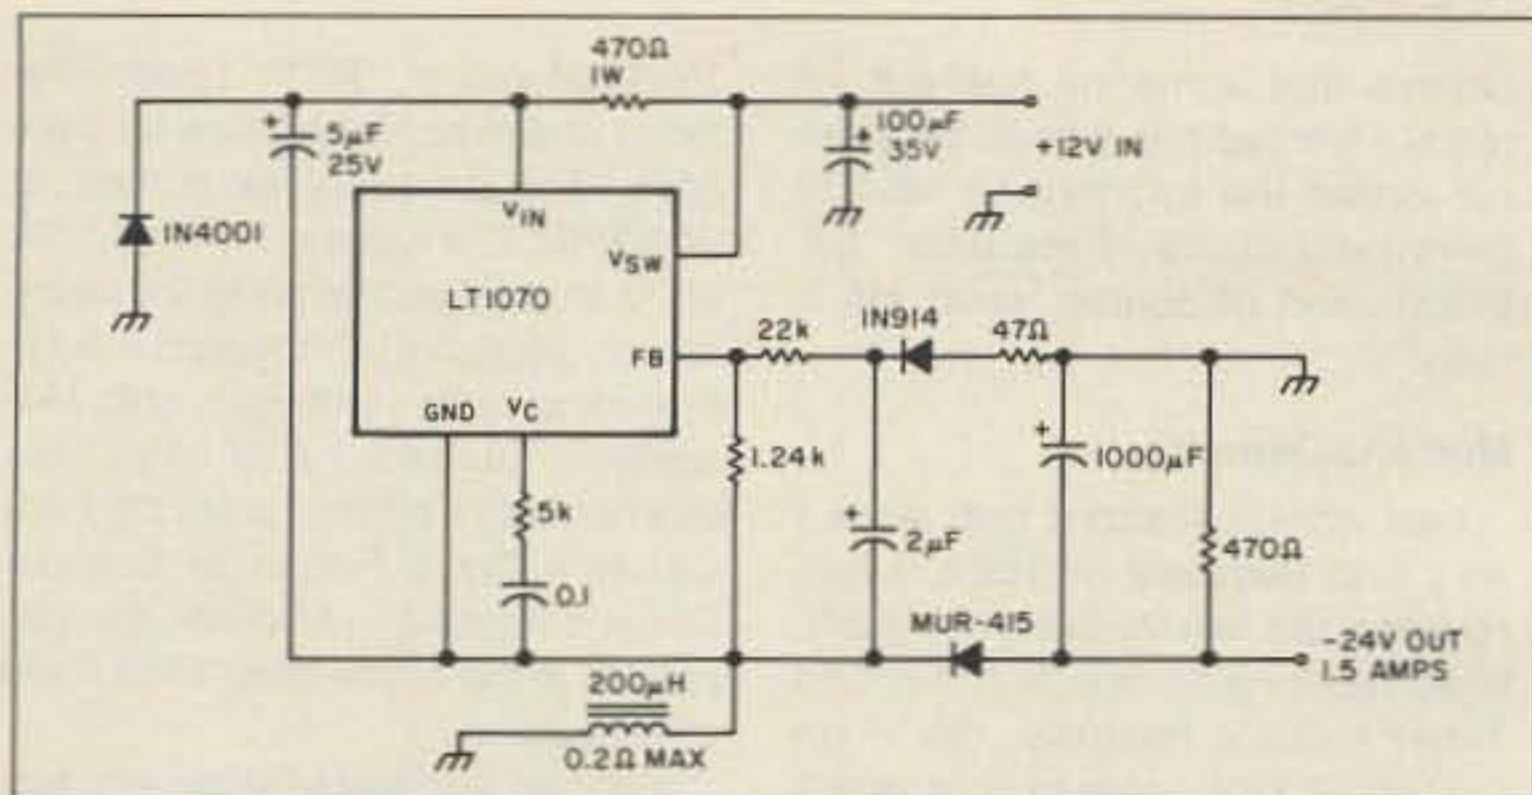 470Ω
1W
5µF
25V
100µF
35V
+12V IN
VIN
1N4001
VSW
LT1070
1N914
22k
47Ω
FB
GND
VC
1.24k
1000µF
5k
2µF
470Ω
0.1
MUR-415
-24V OUT
1.5 AMPS
200µH
0.2Ω MAX
+
+
+
+